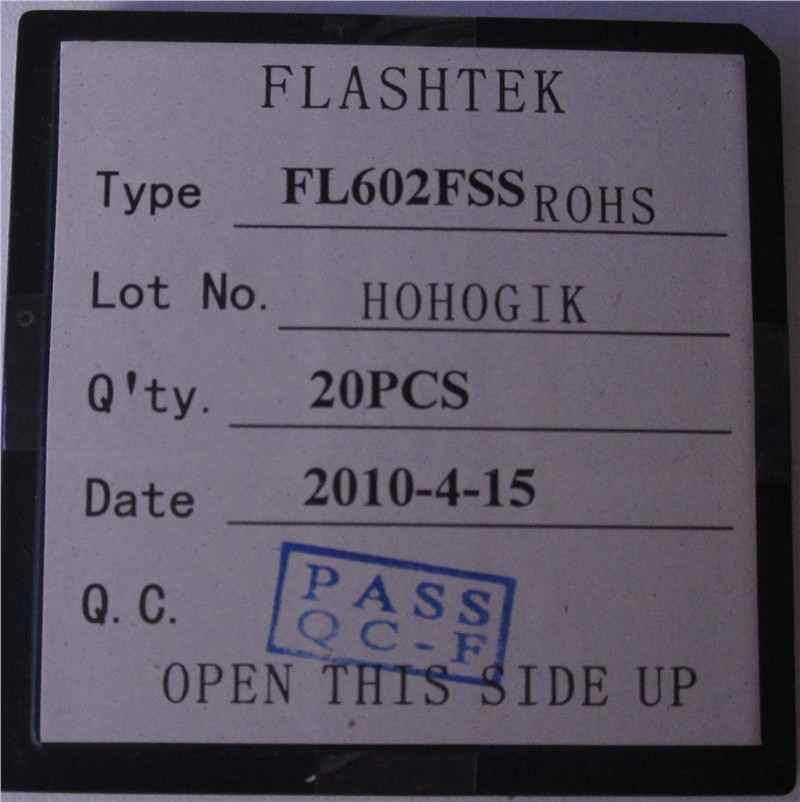 FLASHTEK
Type FL602FSS ROHS
Lot No. HOHOGIK
Q'ty. 20PCS
Date 2010-4-15
Q.C. PASS
QC-F
OPEN THIS SIDE UP